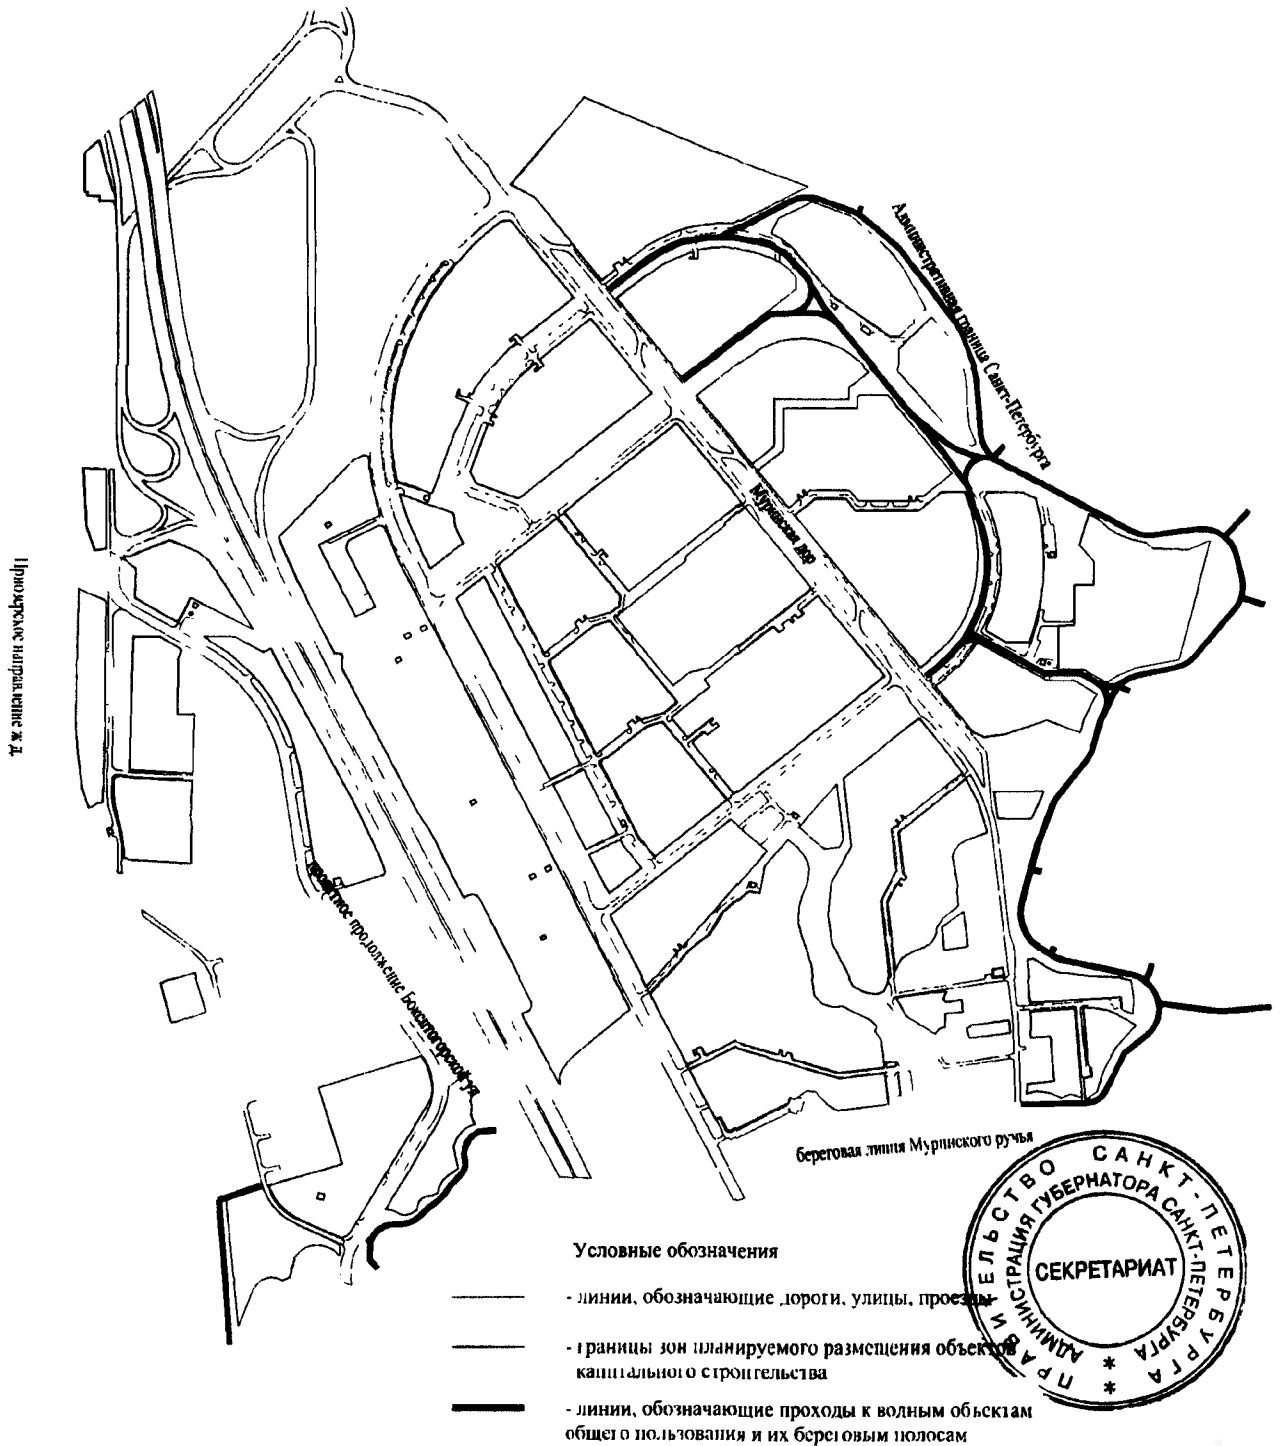 Административная граница Санкт-Петербурга
Муринская дор
Приозерское направление ж.д.
проектное продолжение Бокситогорской ул
береговая линия Муринского ручья
Условные обозначения
- линии, обозначающие дороги, улицы, проезды
- границы зон планируемого размещения объектов
капитального строительства
- линии, обозначающие проходы к водным объектам
общего пользования и их береговым полосам
ПРАВИТЕЛЬСТВО САНКТ-ПЕТЕРБУРГА
АДМИНИСТРАЦИЯ ГУБЕРНАТОРА САНКТ-ПЕТЕРБУРГА
СЕКРЕТАРИАТ